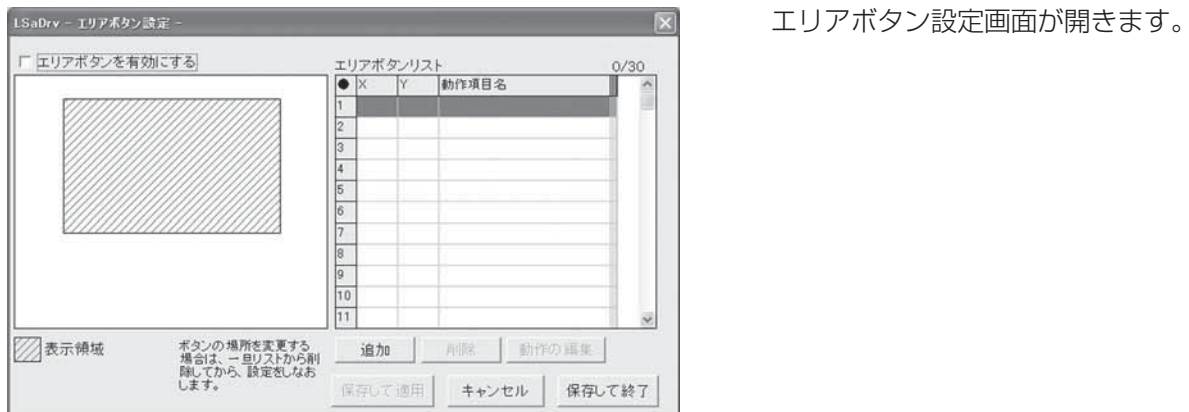 LSaDrv - エリアボタン設定 -
エリアボタン設定画面が開きます。
エリアボタンを有効にする
エリアボタンリスト 0/30
● X Y 動作項目名
1
2
3
4
5
6
7
8
9
10
11
表示領域
ボタンの場所を変更する
場合は、一旦リストから削
除してから、設定をしなお
します。
追加 削除 動作の編集
保存して適用 キャンセル 保存して終了